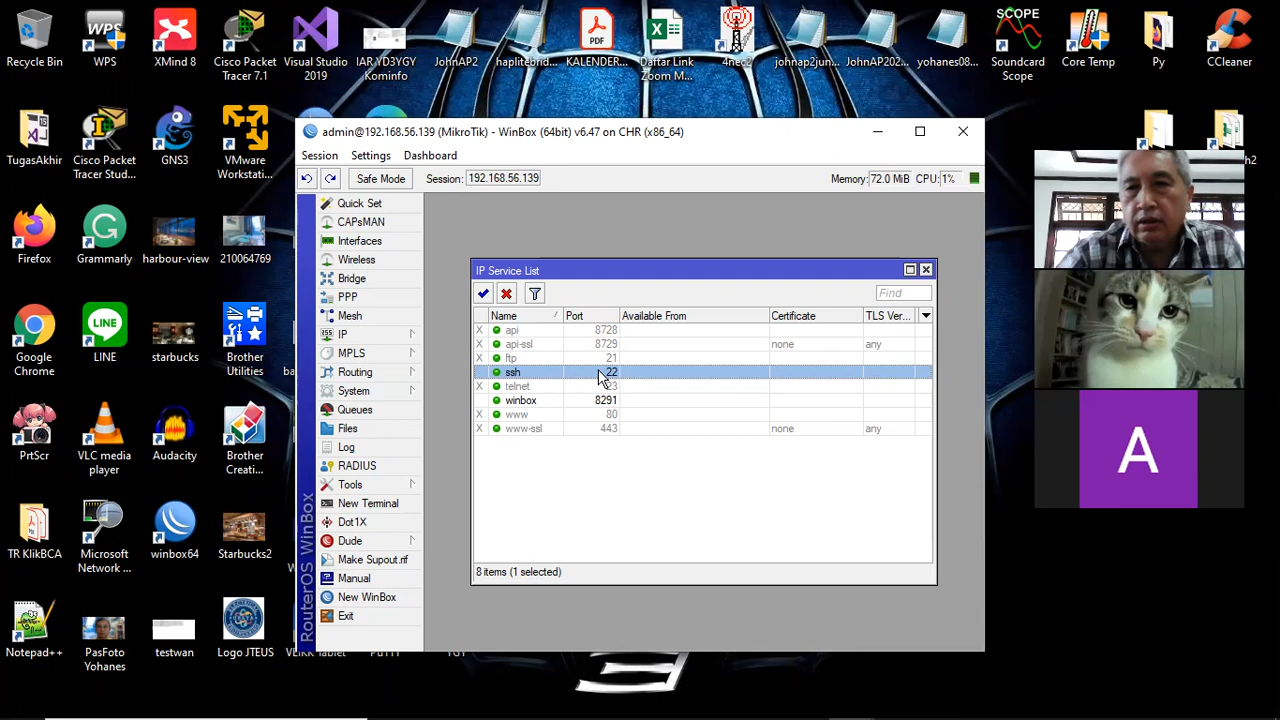 Recycle Bin
WPS
XMind 8
Cisco Packet
Tracer 7.1
Visual Studio
2019
IAR YD3YGY
Kominfo
JohnAP2
haplitebrid...
PDF
KALENDER...
Daftar Link
Zoom M...
4nec2
johnap2jun...
JohnAP202...
yohanes08...
SCOPE
Soundcard
Scope
Core Temp
Py
CCleaner
TugasAkhir
Cisco Packet
Tracer Stud...
GNS3
VMware
Workstati...
Firefox
Grammarly
harbour-view
210064769
Google
Chrome
LINE
Starbucks
Brother
Utilities
PrtScr
VLC media
player
Audacity
Brother
Creati...
TR KlikBCA
Microsoft
Network ...
winbox64
Starbucks2
Notepad++
PasFoto
Yohanes
testwan
Logo JTEUS
admin@192.168.56.139 (MikroTik) - WinBox (64bit) v6.47 on CHR (x86_64)
Session Settings Dashboard
Safe Mode Session: 192.168.56.139 Memory: 72.0 MiB CPU: 1%
Quick Set
CAPsMAN
Interfaces
Wireless
Bridge
PPP
Mesh
IP
MPLS
Routing
System
Queues
Files
Log
RADIUS
Tools
New Terminal
Dot1X
Dude
Make Supout.rif
Manual
New WinBox
Exit
RouterOS WinBox
IP Service List
Find
Name Port Available From Certificate TLS Ver...
X api 8728
X api-ssl 8729 none any
X ftp 21
ssh 22
X telnet 23
winbox 8291
X www 80
X www-ssl 443 none any
8 items (1 selected)
A